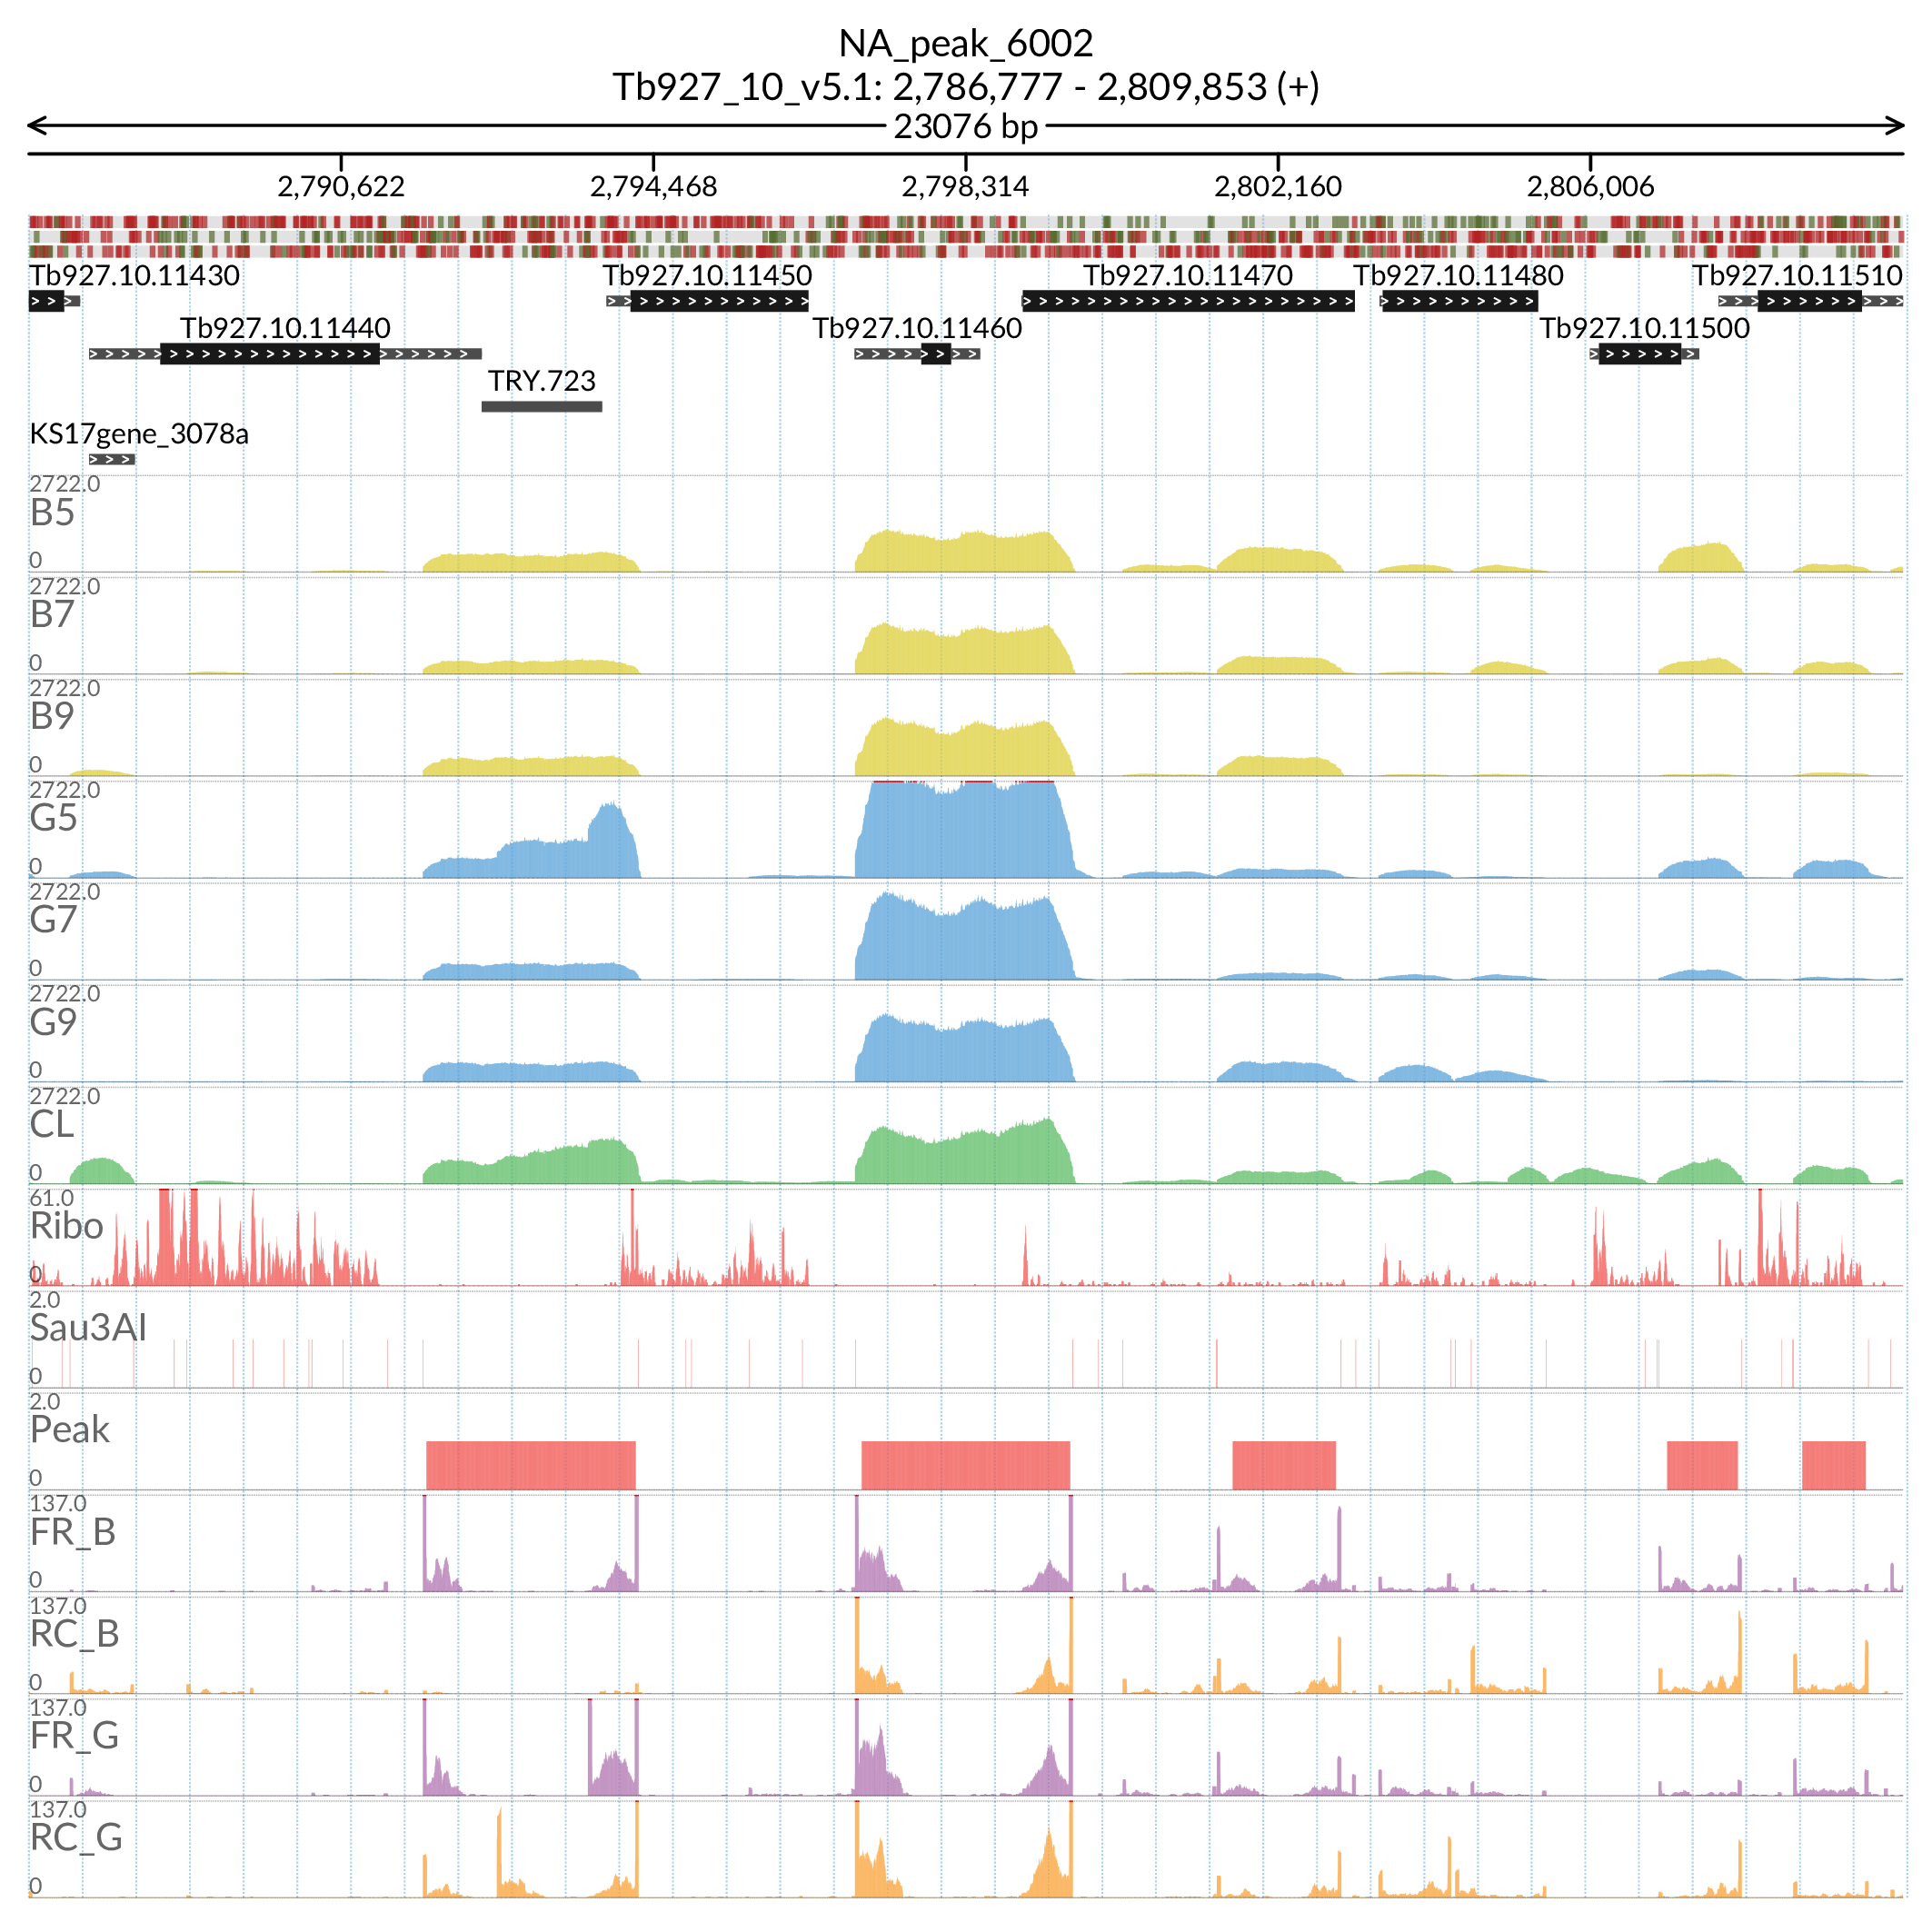 NA_peak_6002
Tb927_10_v5.1: 2,786,777 - 2,809,853 (+)
23076 bp
2,790,622 2,794,468 2,798,314 2,802,160 2,806,006
Tb927.10.11430 Tb927.10.11450 Tb927.10.11470 Tb927.10.11480 Tb927.10.11510
Tb927.10.11440 Tb927.10.11460 Tb927.10.11500
TRY.723
KS17gene_3078a
2722.0
B5
0
2722.0
B7
0
2722.0
B9
0
2722.0
G5
0
2722.0
G7
0
2722.0
G9
0
2722.0
CL
0
61.0
Ribo
0
2.0
Sau3AI
0
2.0
Peak
0
137.0
FR_B
0
137.0
RC_B
0
137.0
FR_G
0
137.0
RC_G
0